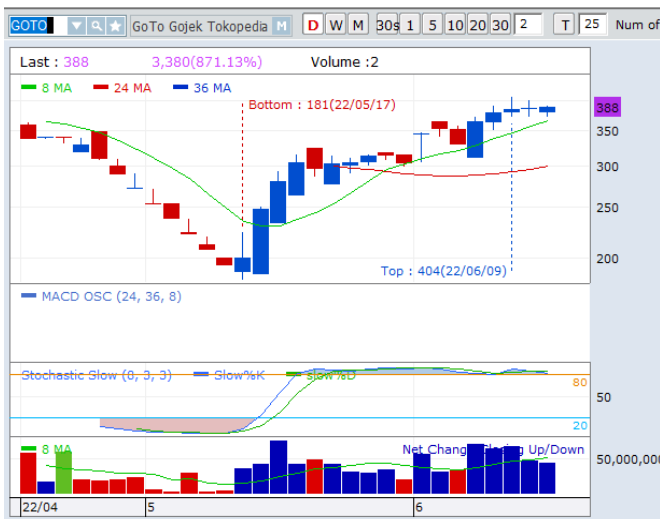 GOTO GoTo Gojek Tokopedia M D W M 30s 1 5 10 20 30 2 T 25 Num of
Last : 388 3,380(871.13%) Volume :2
8 MA 24 MA 36 MA
Bottom : 181(22/05/17)
388
350
300
250
200
Top : 404(22/06/09)
MACD OSC (24, 36, 8)
Stochastic Slow (8, 3, 3) Slow%K slow%D
80
50
20
8 MA Net Chang Closing Up/Down
50,000,000
22/04 5 6